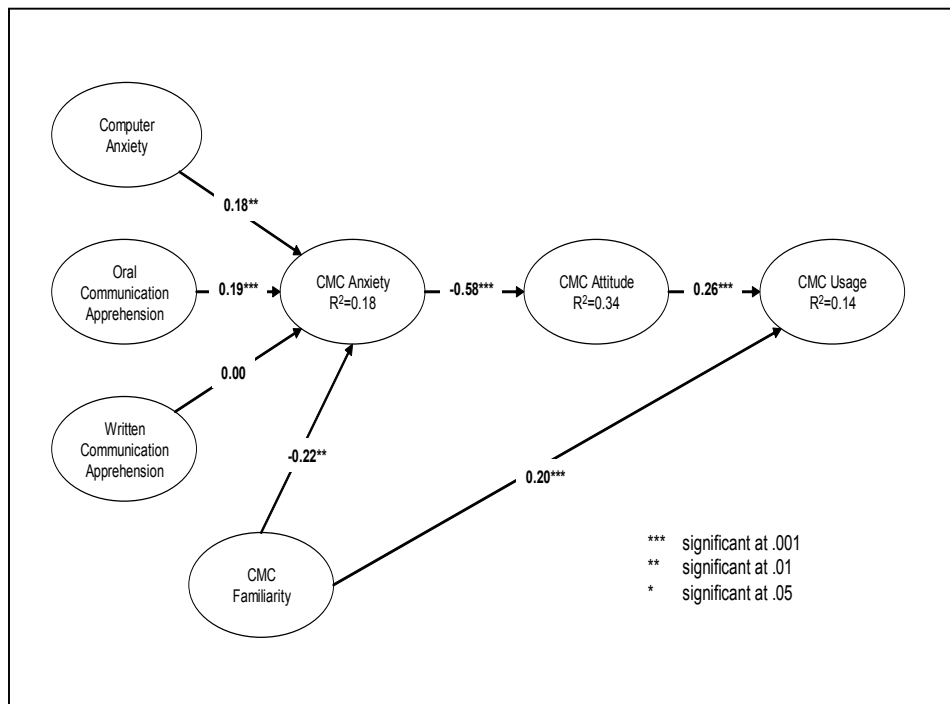 Computer
Anxiety
0.18**
Oral
Communication
Apprehension
0.19***
CMC Anxiety
R²=0.18
-0.58***
CMC Attitude
R²=0.34
0.26***
CMC Usage
R²=0.14
0.00
Written
Communication
Apprehension
-0.22**
0.20***
CMC
Familiarity
*** significant at .001
** significant at .01
* significant at .05